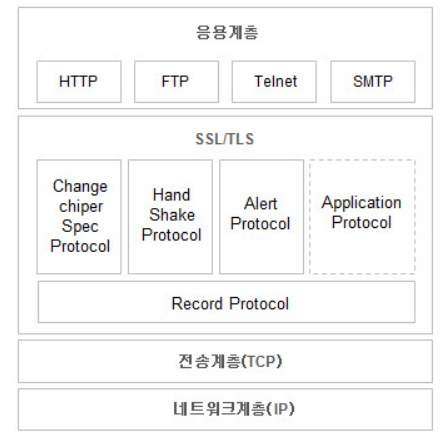 응용계층
HTTP
FTP
Telnet
SMTP
SSL/TLS
Change
chiper
Spec
Protocol
Hand
Shake
Protocol
Alert
Protocol
Application
Protocol
Record Protocol
전송계층(TCP)
네트워크계층(IP)